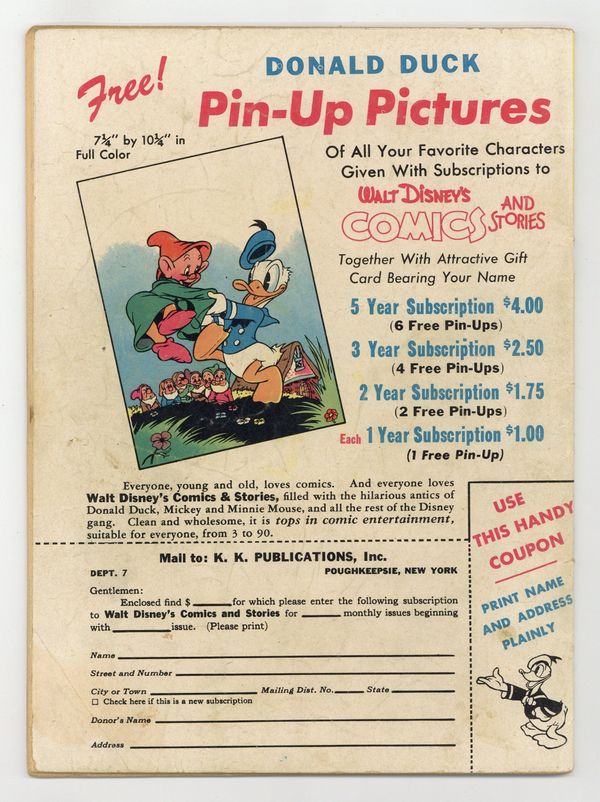 Free!
DONALD DUCK
Pin-Up Pictures
7¼" by 10¼" in
Full Color
Of All Your Favorite Characters
Given With Subscriptions to
WALT DISNEY'S
COMICS AND STORIES
Together With Attractive Gift
Card Bearing Your Name
5 Year Subscription $4.00
(6 Free Pin-Ups)
3 Year Subscription $2.50
(4 Free Pin-Ups)
2 Year Subscription $1.75
(2 Free Pin-Ups)
Each 1 Year Subscription $1.00
(1 Free Pin-Up)
Everyone, young and old, loves comics. And everyone loves
Walt Disney's Comics & Stories, filled with the hilarious antics of
Donald Duck, Mickey and Minnie Mouse, and all the rest of the Disney
gang. Clean and wholesome, it is tops in comic entertainment,
suitable for everyone, from 3 to 90.
USE
THIS HANDY
COUPON
PRINT NAME
AND ADDRESS
PLAINLY
Mail to: K. K. PUBLICATIONS, Inc.
DEPT. 7 POUGHKEEPSIE, NEW YORK
Gentlemen:
Enclosed find $ ______ for which please enter the following subscription
to Walt Disney's Comics and Stories for ______ monthly issues beginning
with ______ issue. (Please print)
Name
Street and Number
City or Town ______ Mailing Dist. No. ______ State ______
☐ Check here if this is a new subscription
Donor's Name
Address